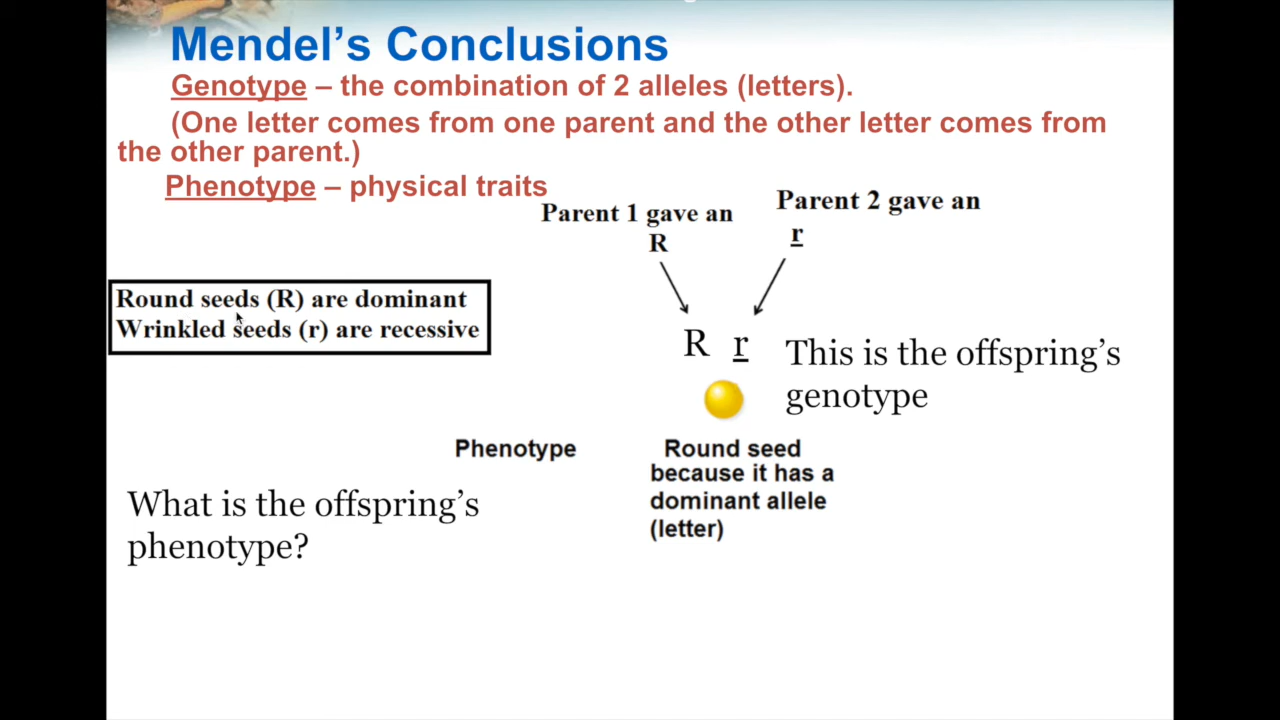 Mendel's Conclusions
Genotype – the combination of 2 alleles (letters).
(One letter comes from one parent and the other letter comes from
the other parent.)
Phenotype – physical traits
Parent 1 gave an
R
Parent 2 gave an
r
Round seeds (R) are dominant
Wrinkled seeds (r) are recessive
R r
This is the offspring's
genotype
Phenotype
Round seed
because it has a
dominant allele
(letter)
What is the offspring's
phenotype?